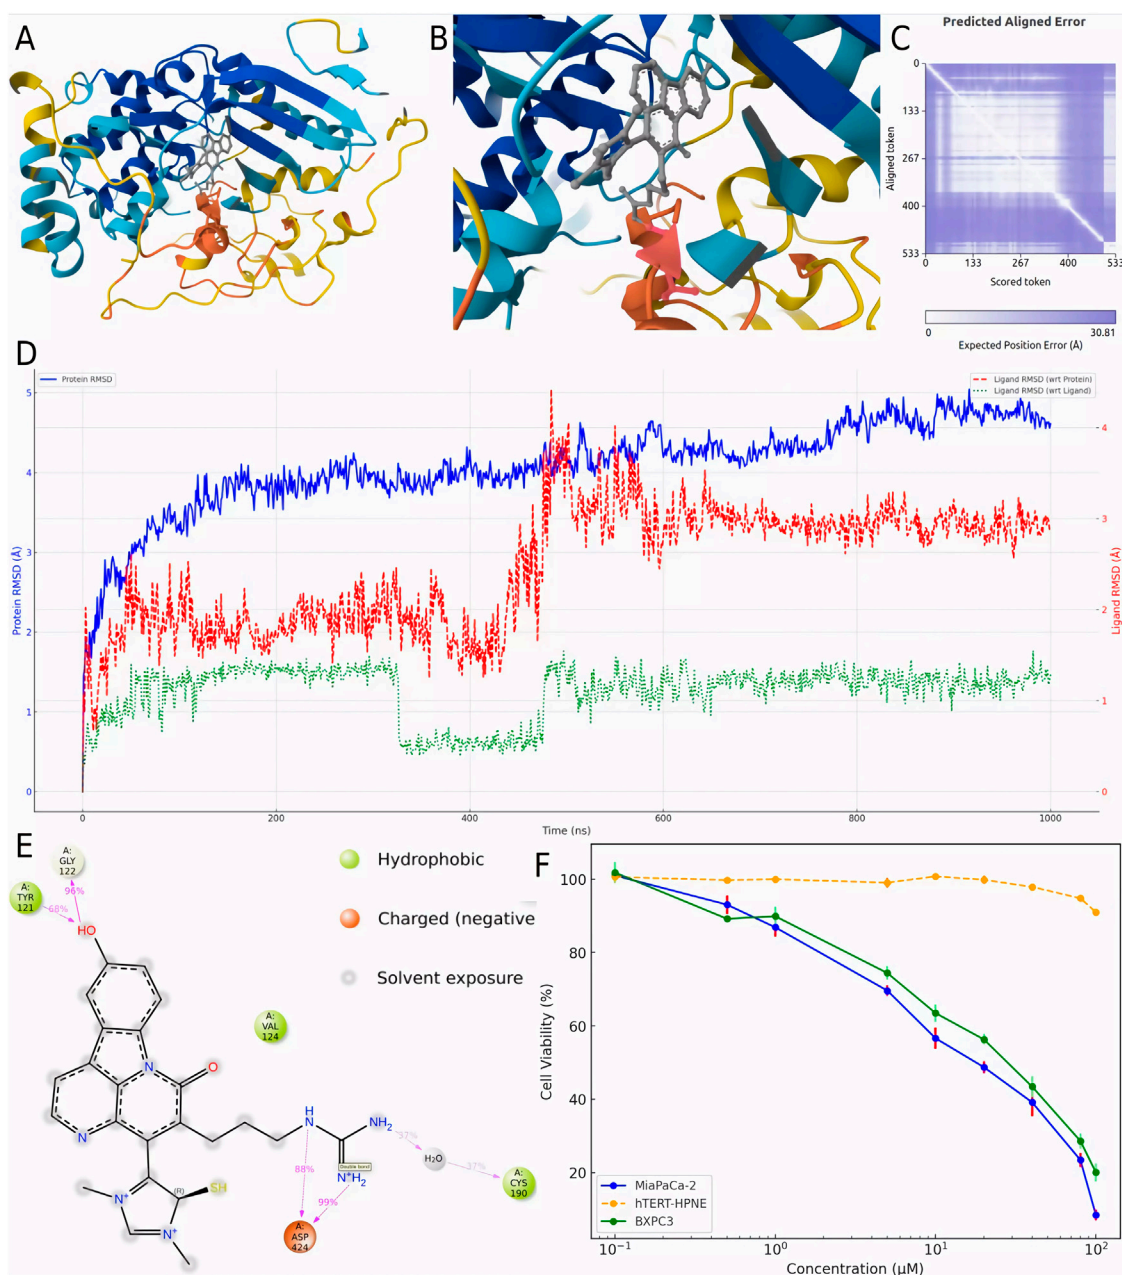 A
B
C
Predicted Aligned Error
0
133
267
400
533
Aligned token
0
133
267
400
533
Scored token
0
30.81
Expected Position Error (Å)
D
Protein RMSD
Ligand RMSD (wrt Protein)
Ligand RMSD (wrt Ligand)
5
4
3
2
1
0
Protein RMSD (Å)
4
3
2
1
0
Ligand RMSD (Å)
0
200
400
600
800
1000
Time (ns)
E
A:
GLY
122
96%
A:
TYR
121
68%
HO
Hydrophobic
Charged (negative
Solvent exposure
A:
VAL
124
N
O
N
H
N
NH₂
37%
H₂O
37%
A:
CYS
190
88%
Double bond
N⁺H₂
99%
A:
ASP
424
(R)
SH
N⁺
N⁺
F
100
80
60
40
20
Cell Viability (%)
MiaPaCa-2
hTERT-HPNE
BXPC3
10⁻¹
10⁰
10¹
10²
Concentration (μM)